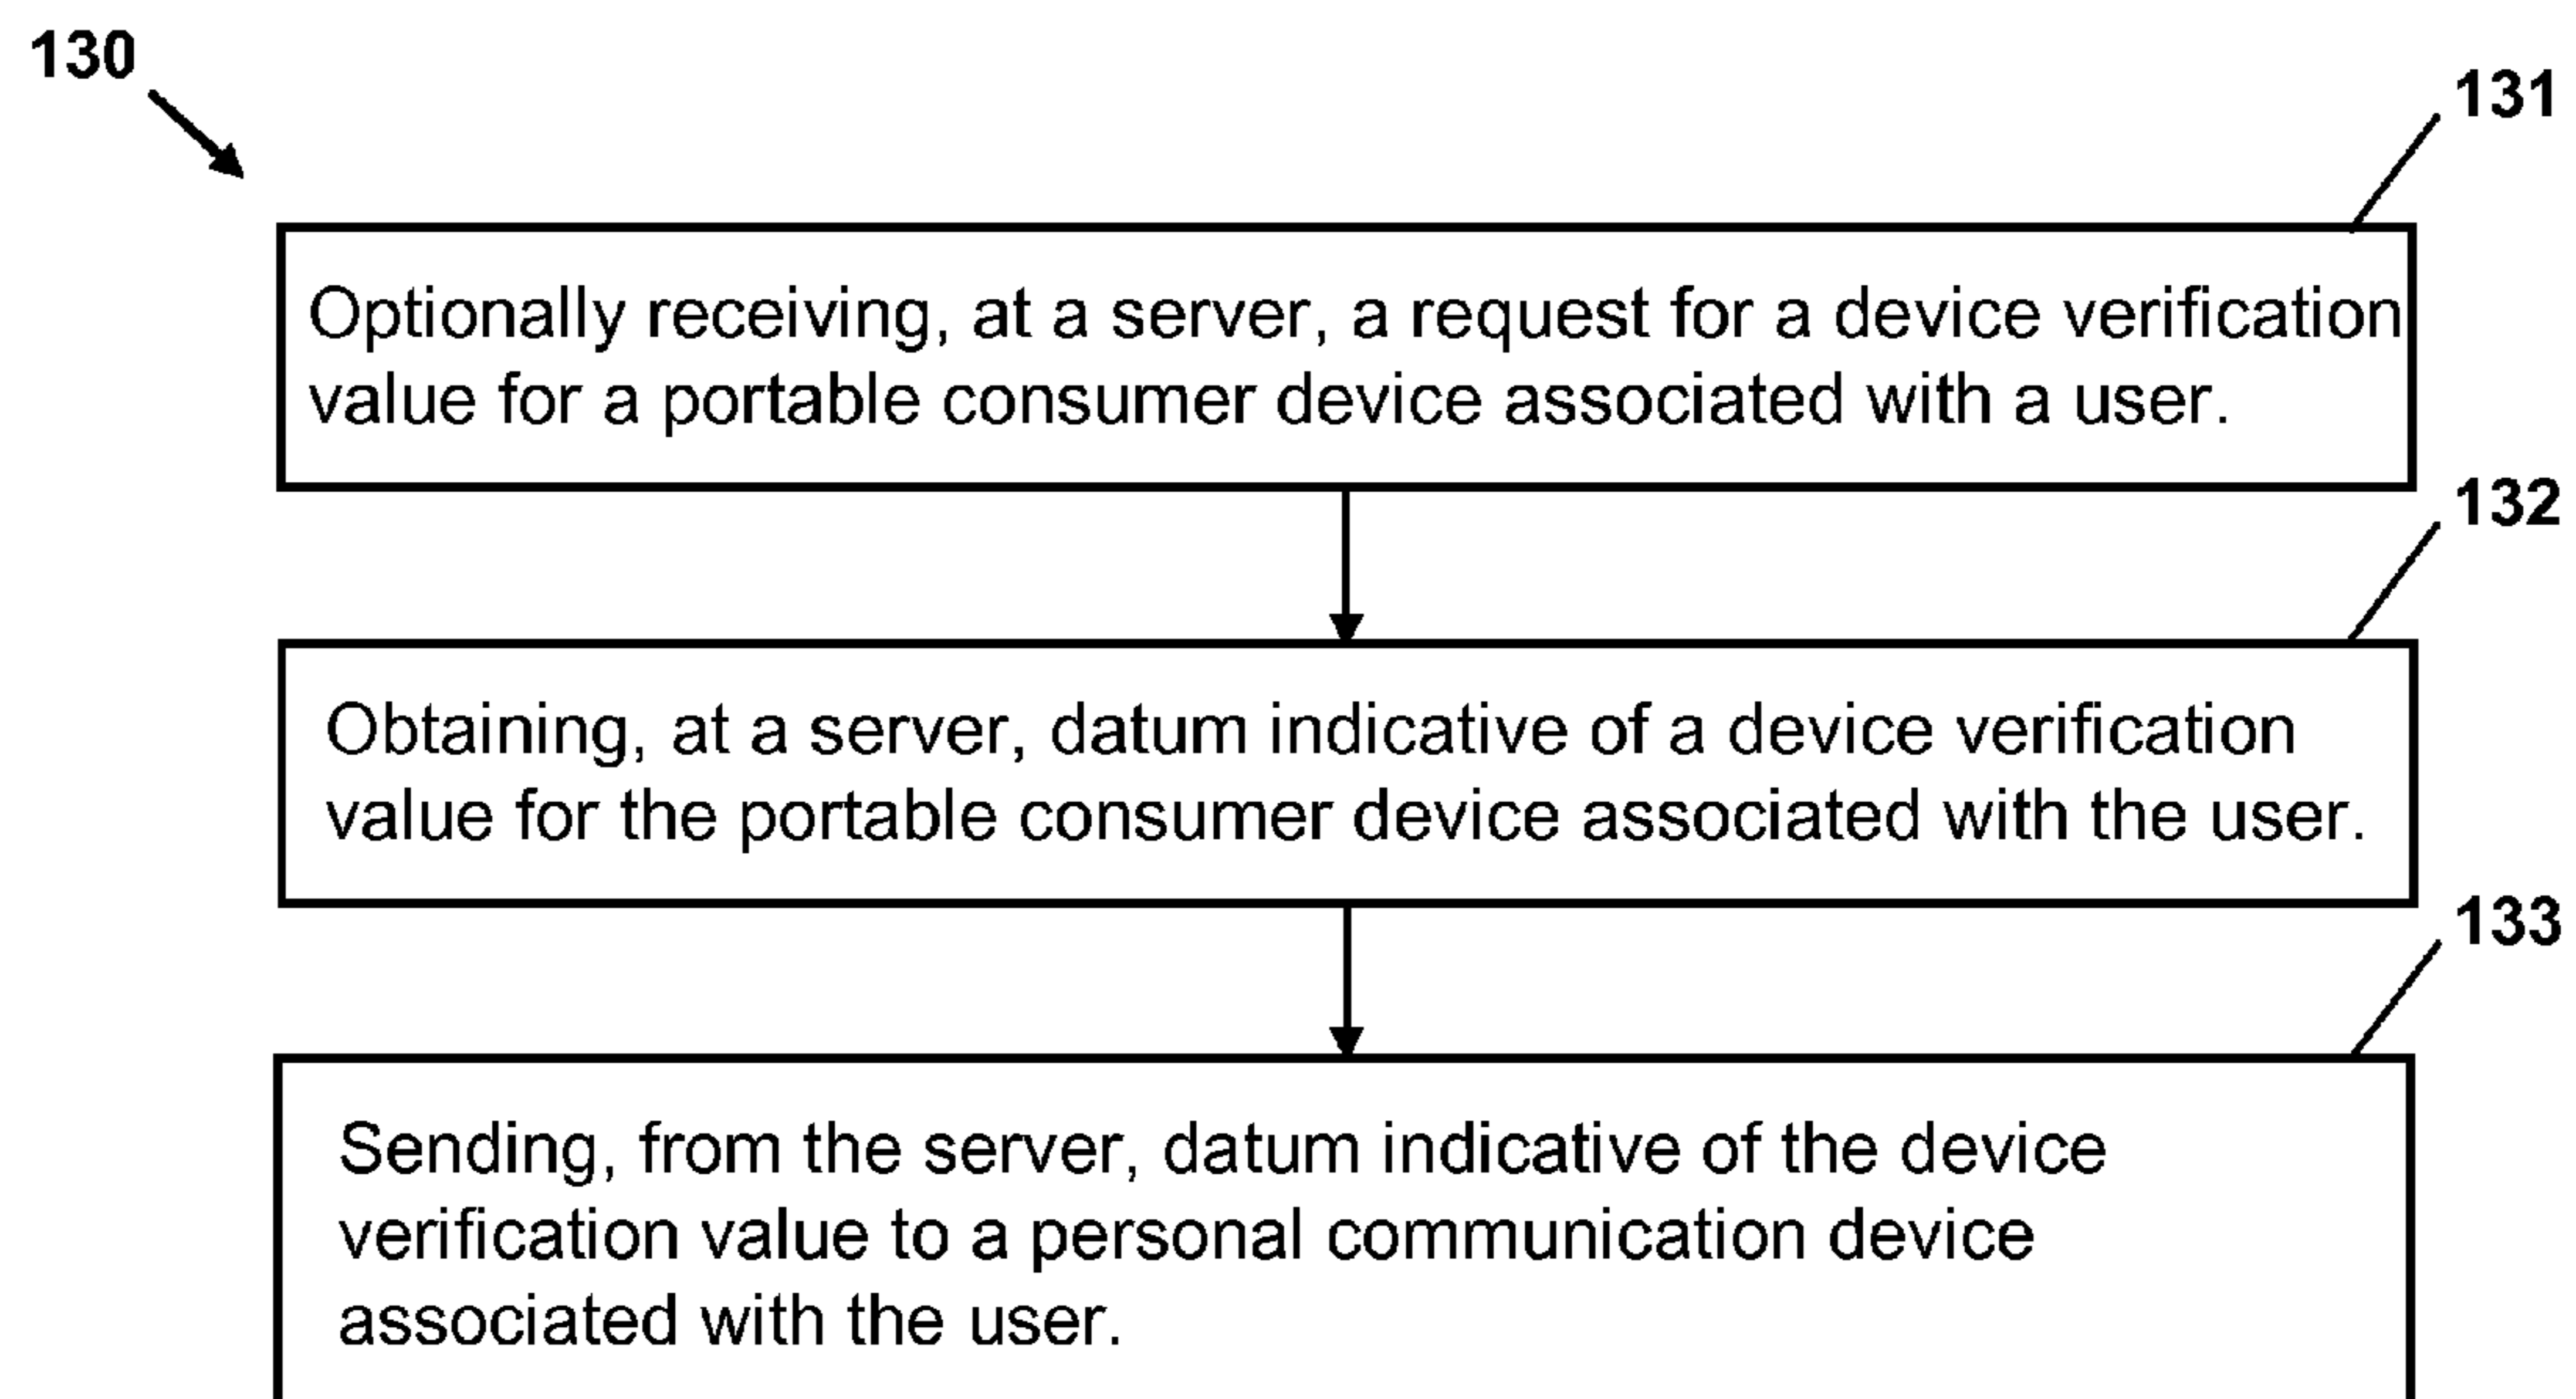 130
131
Optionally receiving, at a server, a request for a device verification
value for a portable consumer device associated with a user.
132
Obtaining, at a server, datum indicative of a device verification
value for the portable consumer device associated with the user.
133
Sending, from the server, datum indicative of the device
verification value to a personal communication device
associated with the user.